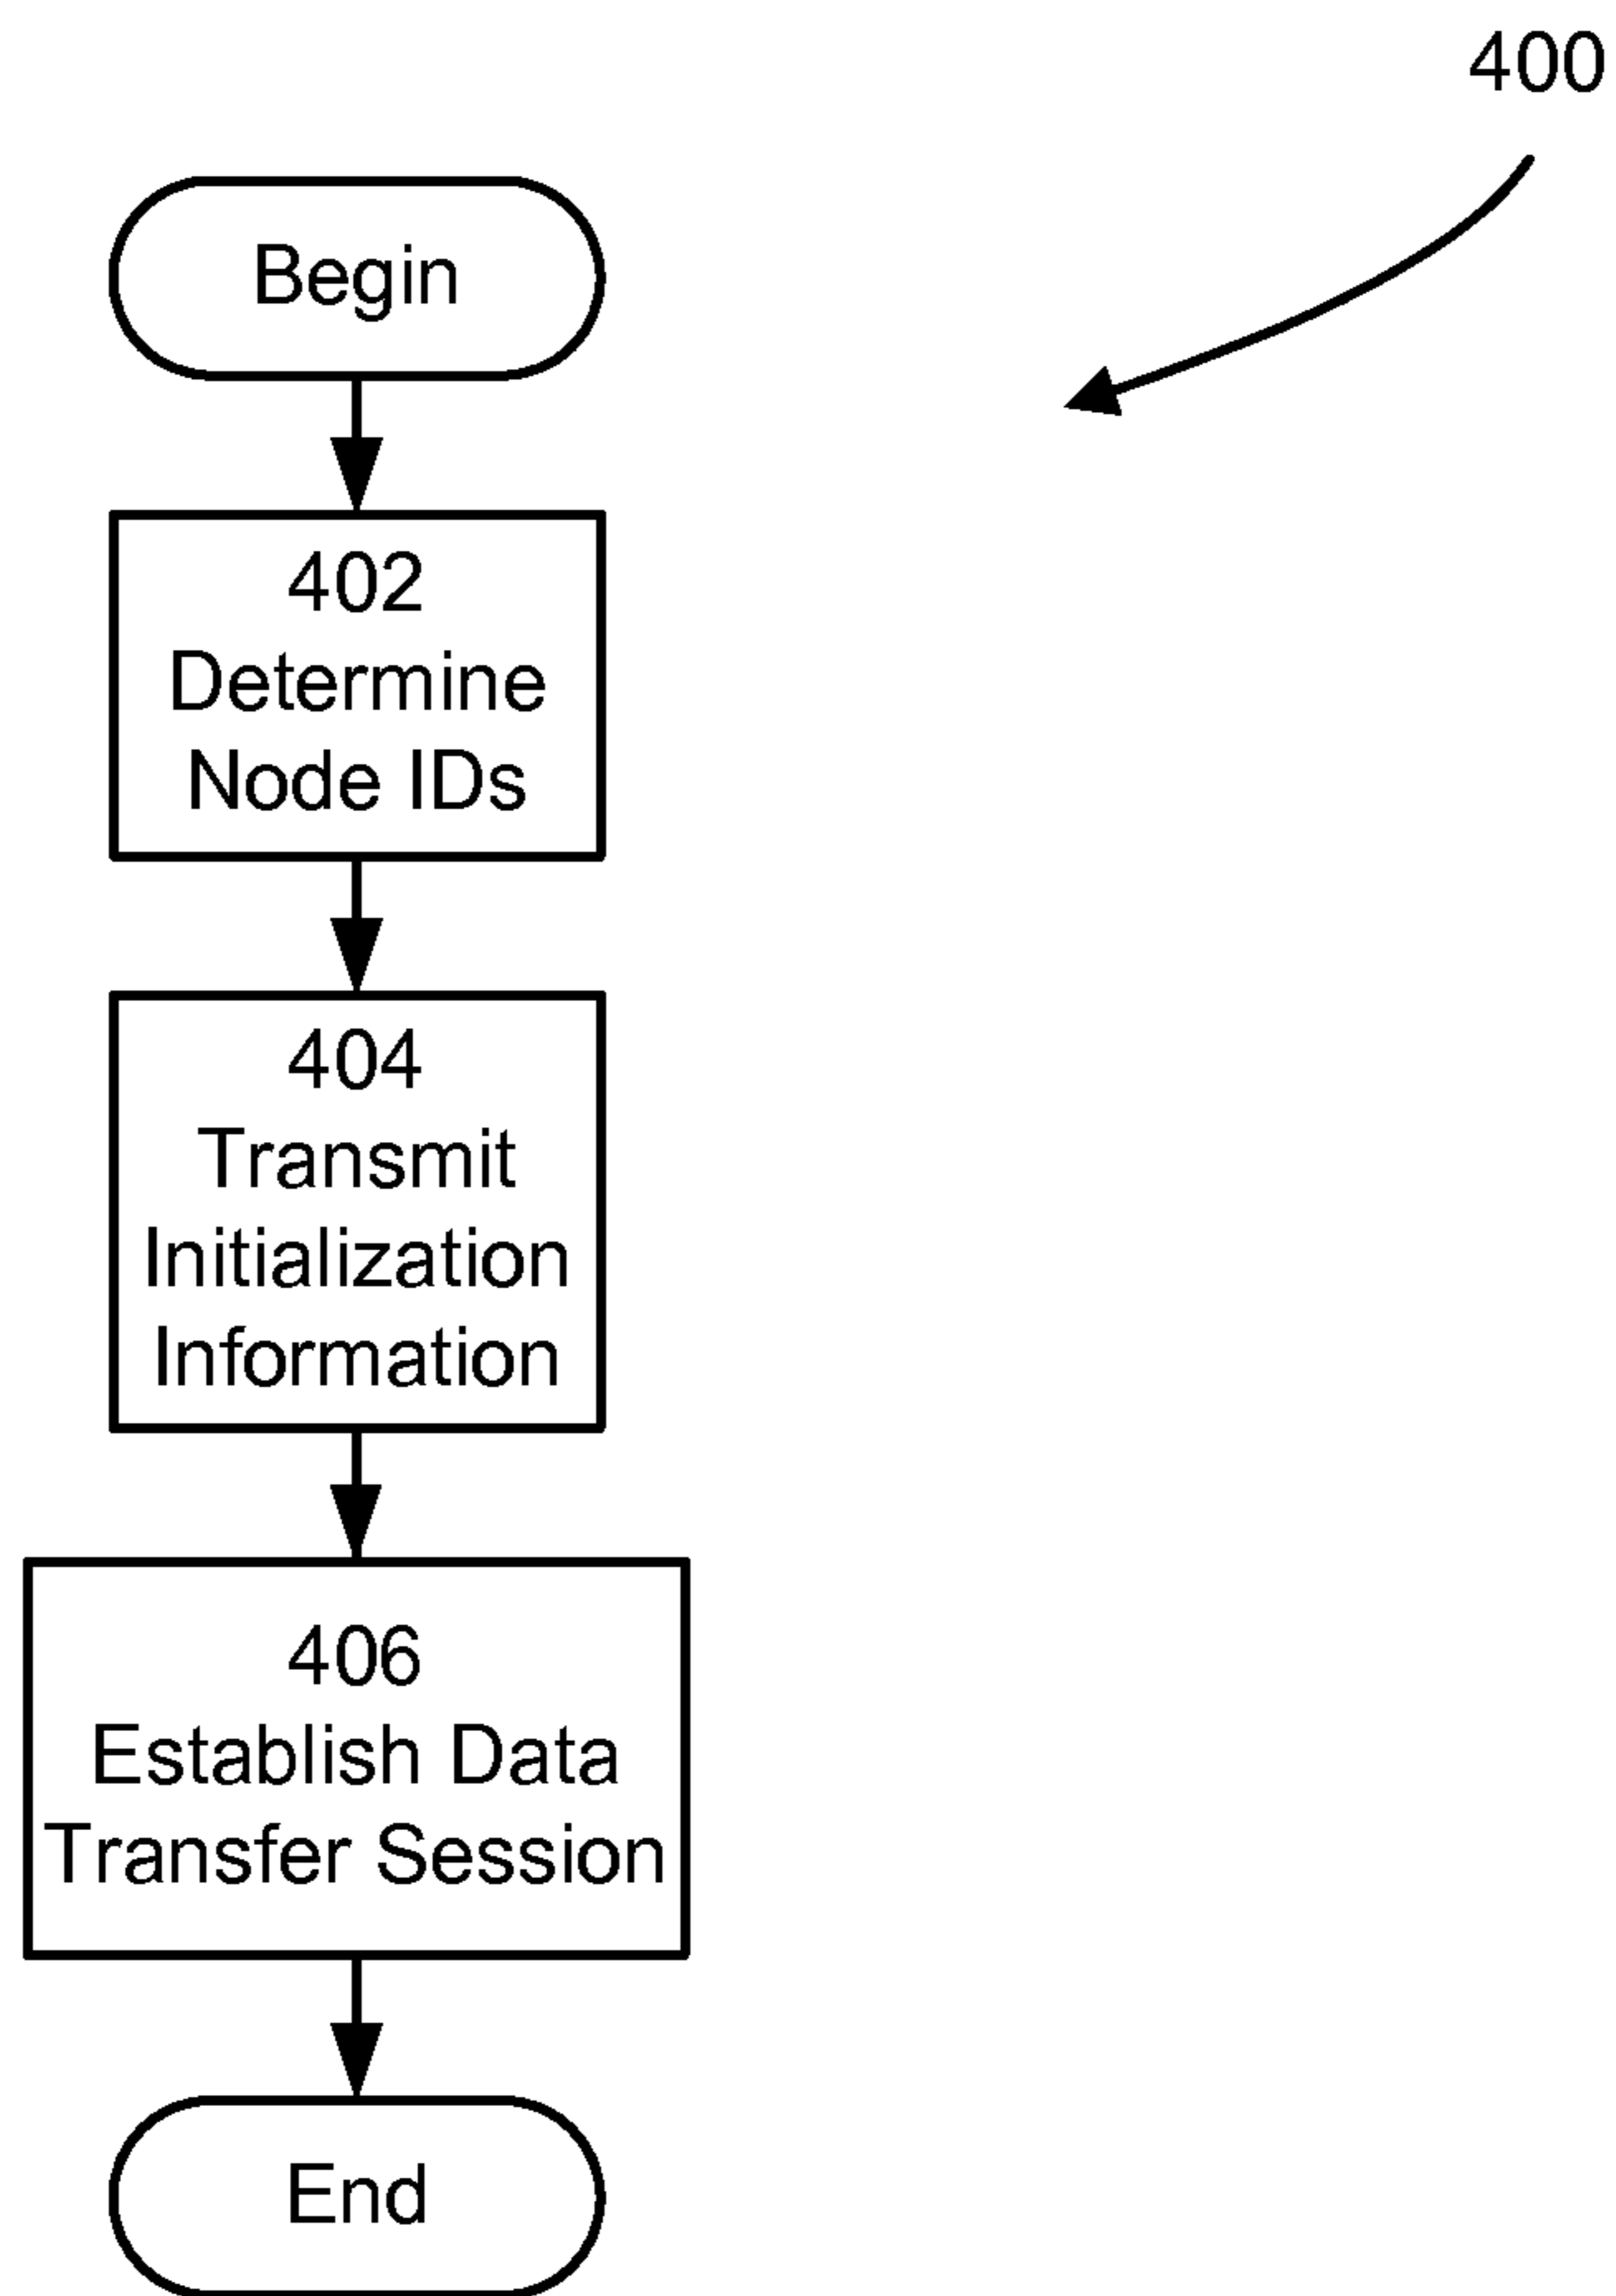 400
Begin
402
Determine
Node IDs
404
Transmit
Initialization
Information
406
Establish Data
Transfer Session
End